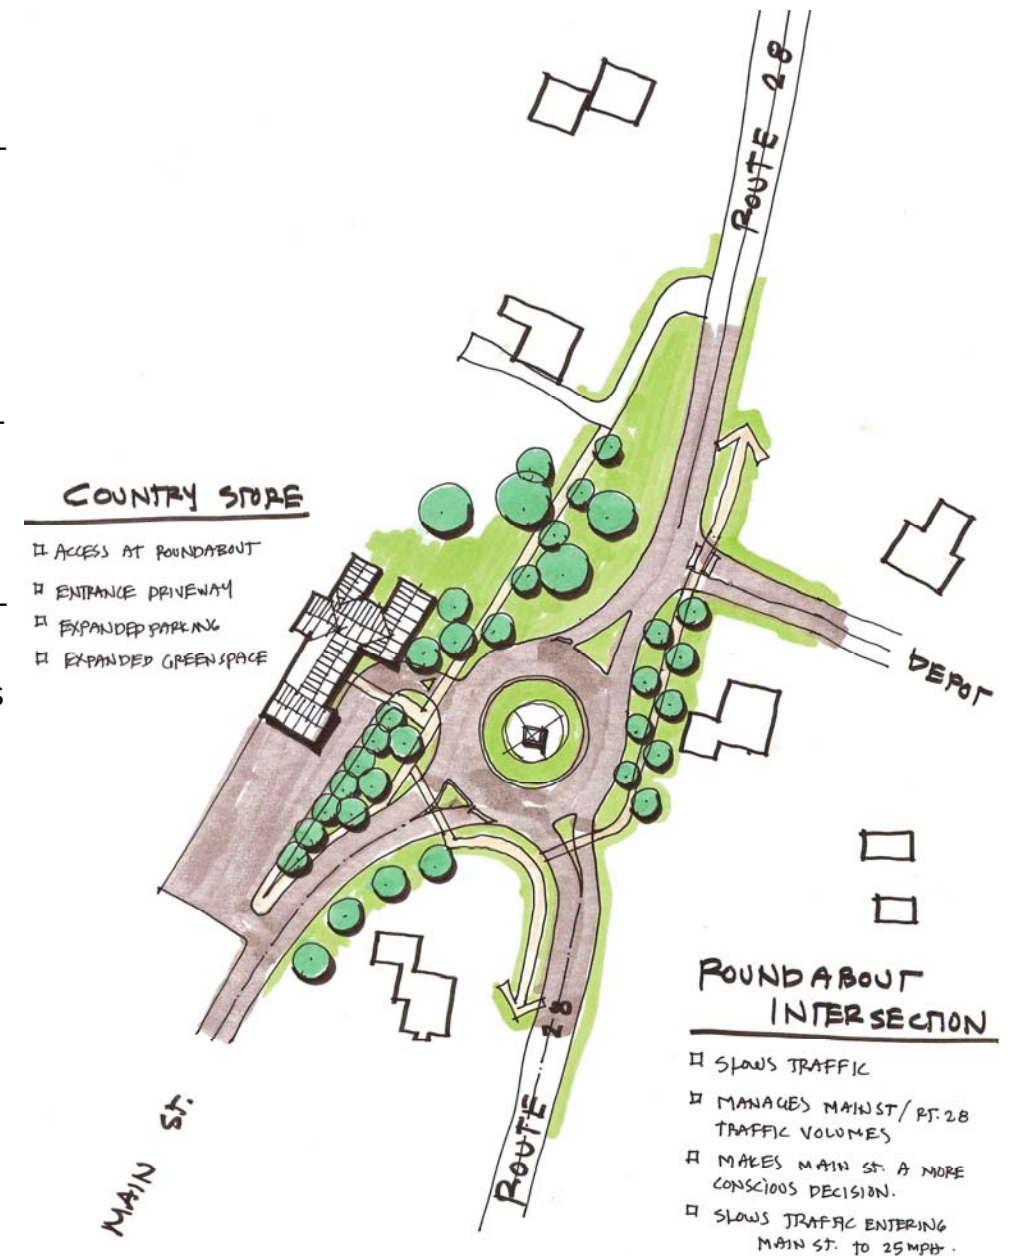 ROUTE 28
COUNTRY STORE
ACCESS AT ROUNDABOUT
ENTRANCE DRIVEWAY
EXPANDED PARKING
EXPANDED GREENSPACE
DEPOT
ROUNDABOUT
INTERSECTION
SLOWS TRAFFIC
MANAGES MAIN ST/RT.28
TRAFFIC VOLUMES
MAKES MAIN ST. A MORE
CONSCIOUS DECISION.
SLOWS TRAFFIC ENTERING
MAIN ST. TO 25 MPH.
MAIN ST.
ROUTE 28
S